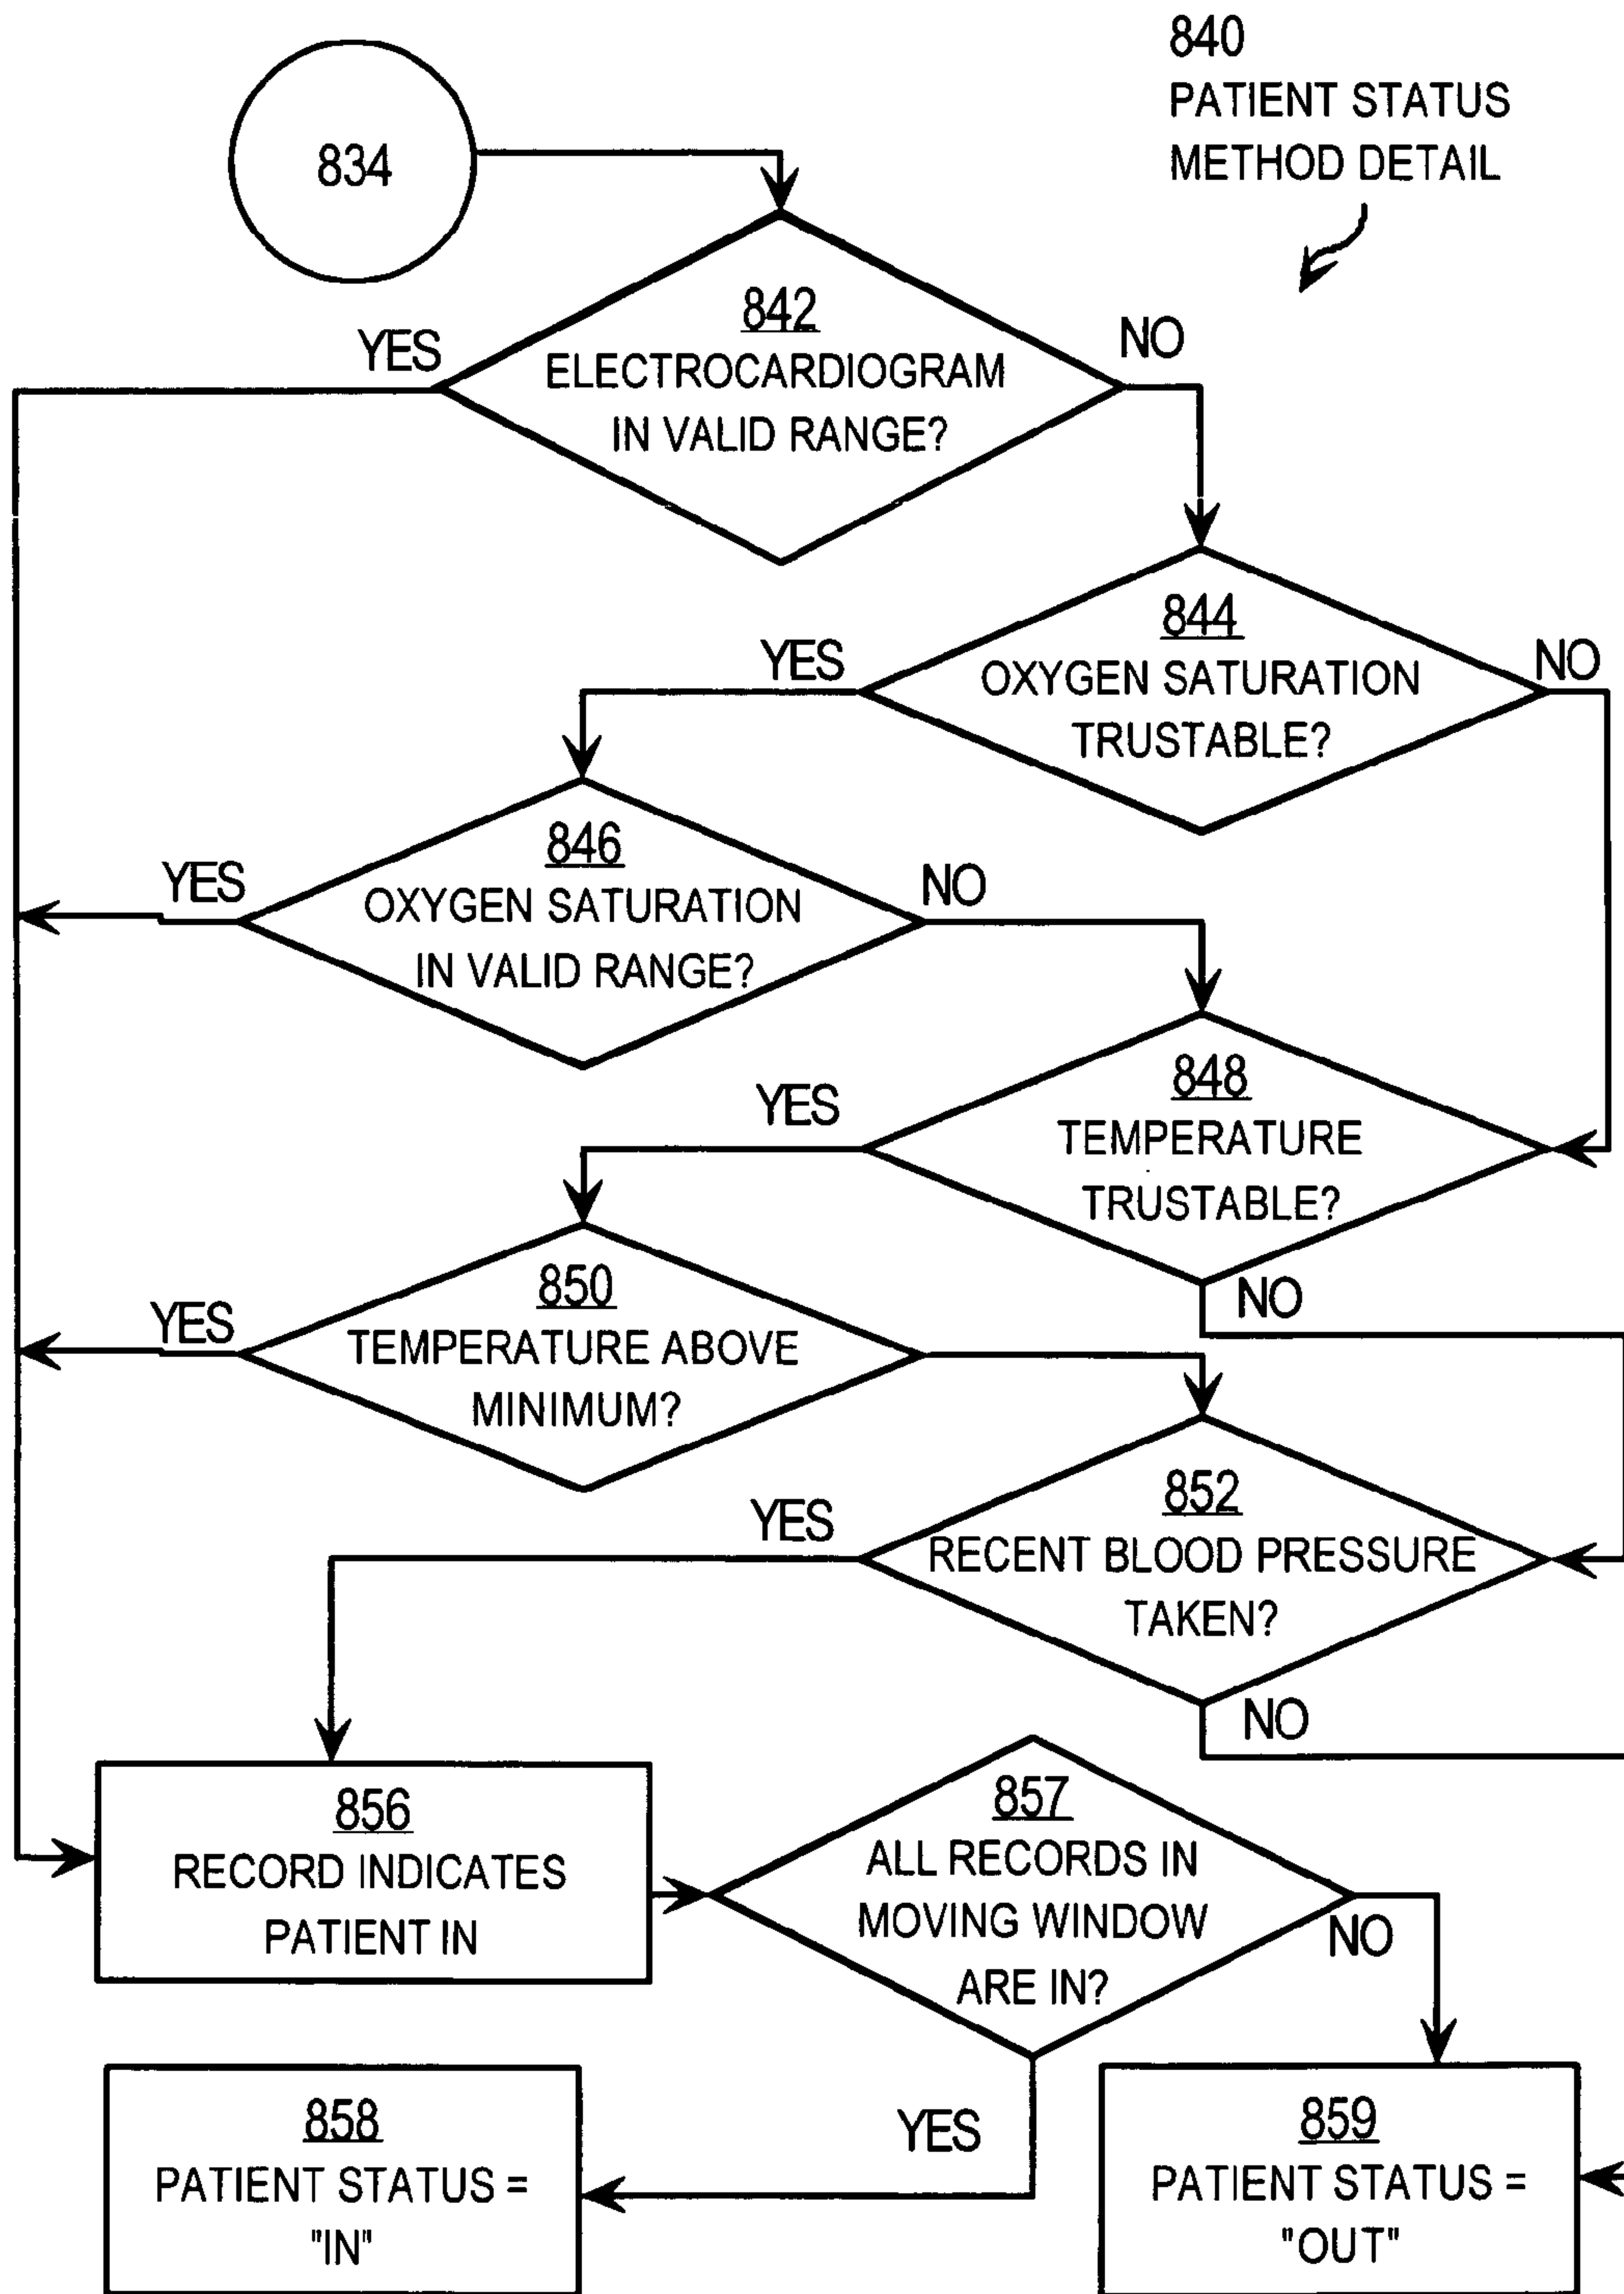 840
PATIENT STATUS
METHOD DETAIL
834
842
ELECTROCARDIOGRAM
IN VALID RANGE?
YES
NO
844
OXYGEN SATURATION
TRUSTABLE?
YES
NO
846
OXYGEN SATURATION
IN VALID RANGE?
YES
NO
848
TEMPERATURE
TRUSTABLE?
YES
NO
850
TEMPERATURE ABOVE
MINIMUM?
YES
852
RECENT BLOOD PRESSURE
TAKEN?
YES
NO
856
RECORD INDICATES
PATIENT IN
857
ALL RECORDS IN
MOVING WINDOW
ARE IN?
NO
YES
858
PATIENT STATUS =
"IN"
859
PATIENT STATUS =
"OUT"